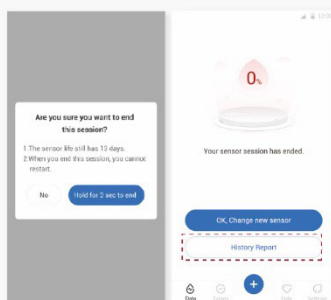 Are you sure you want to end
this session?
1.The sensor life still has 13 days.
2.When you end this session, you cannot
restart.
No
Hold for 2 sec to end
0%
Your sensor session has ended.
OK, Change new sensor
History Report
+
Data